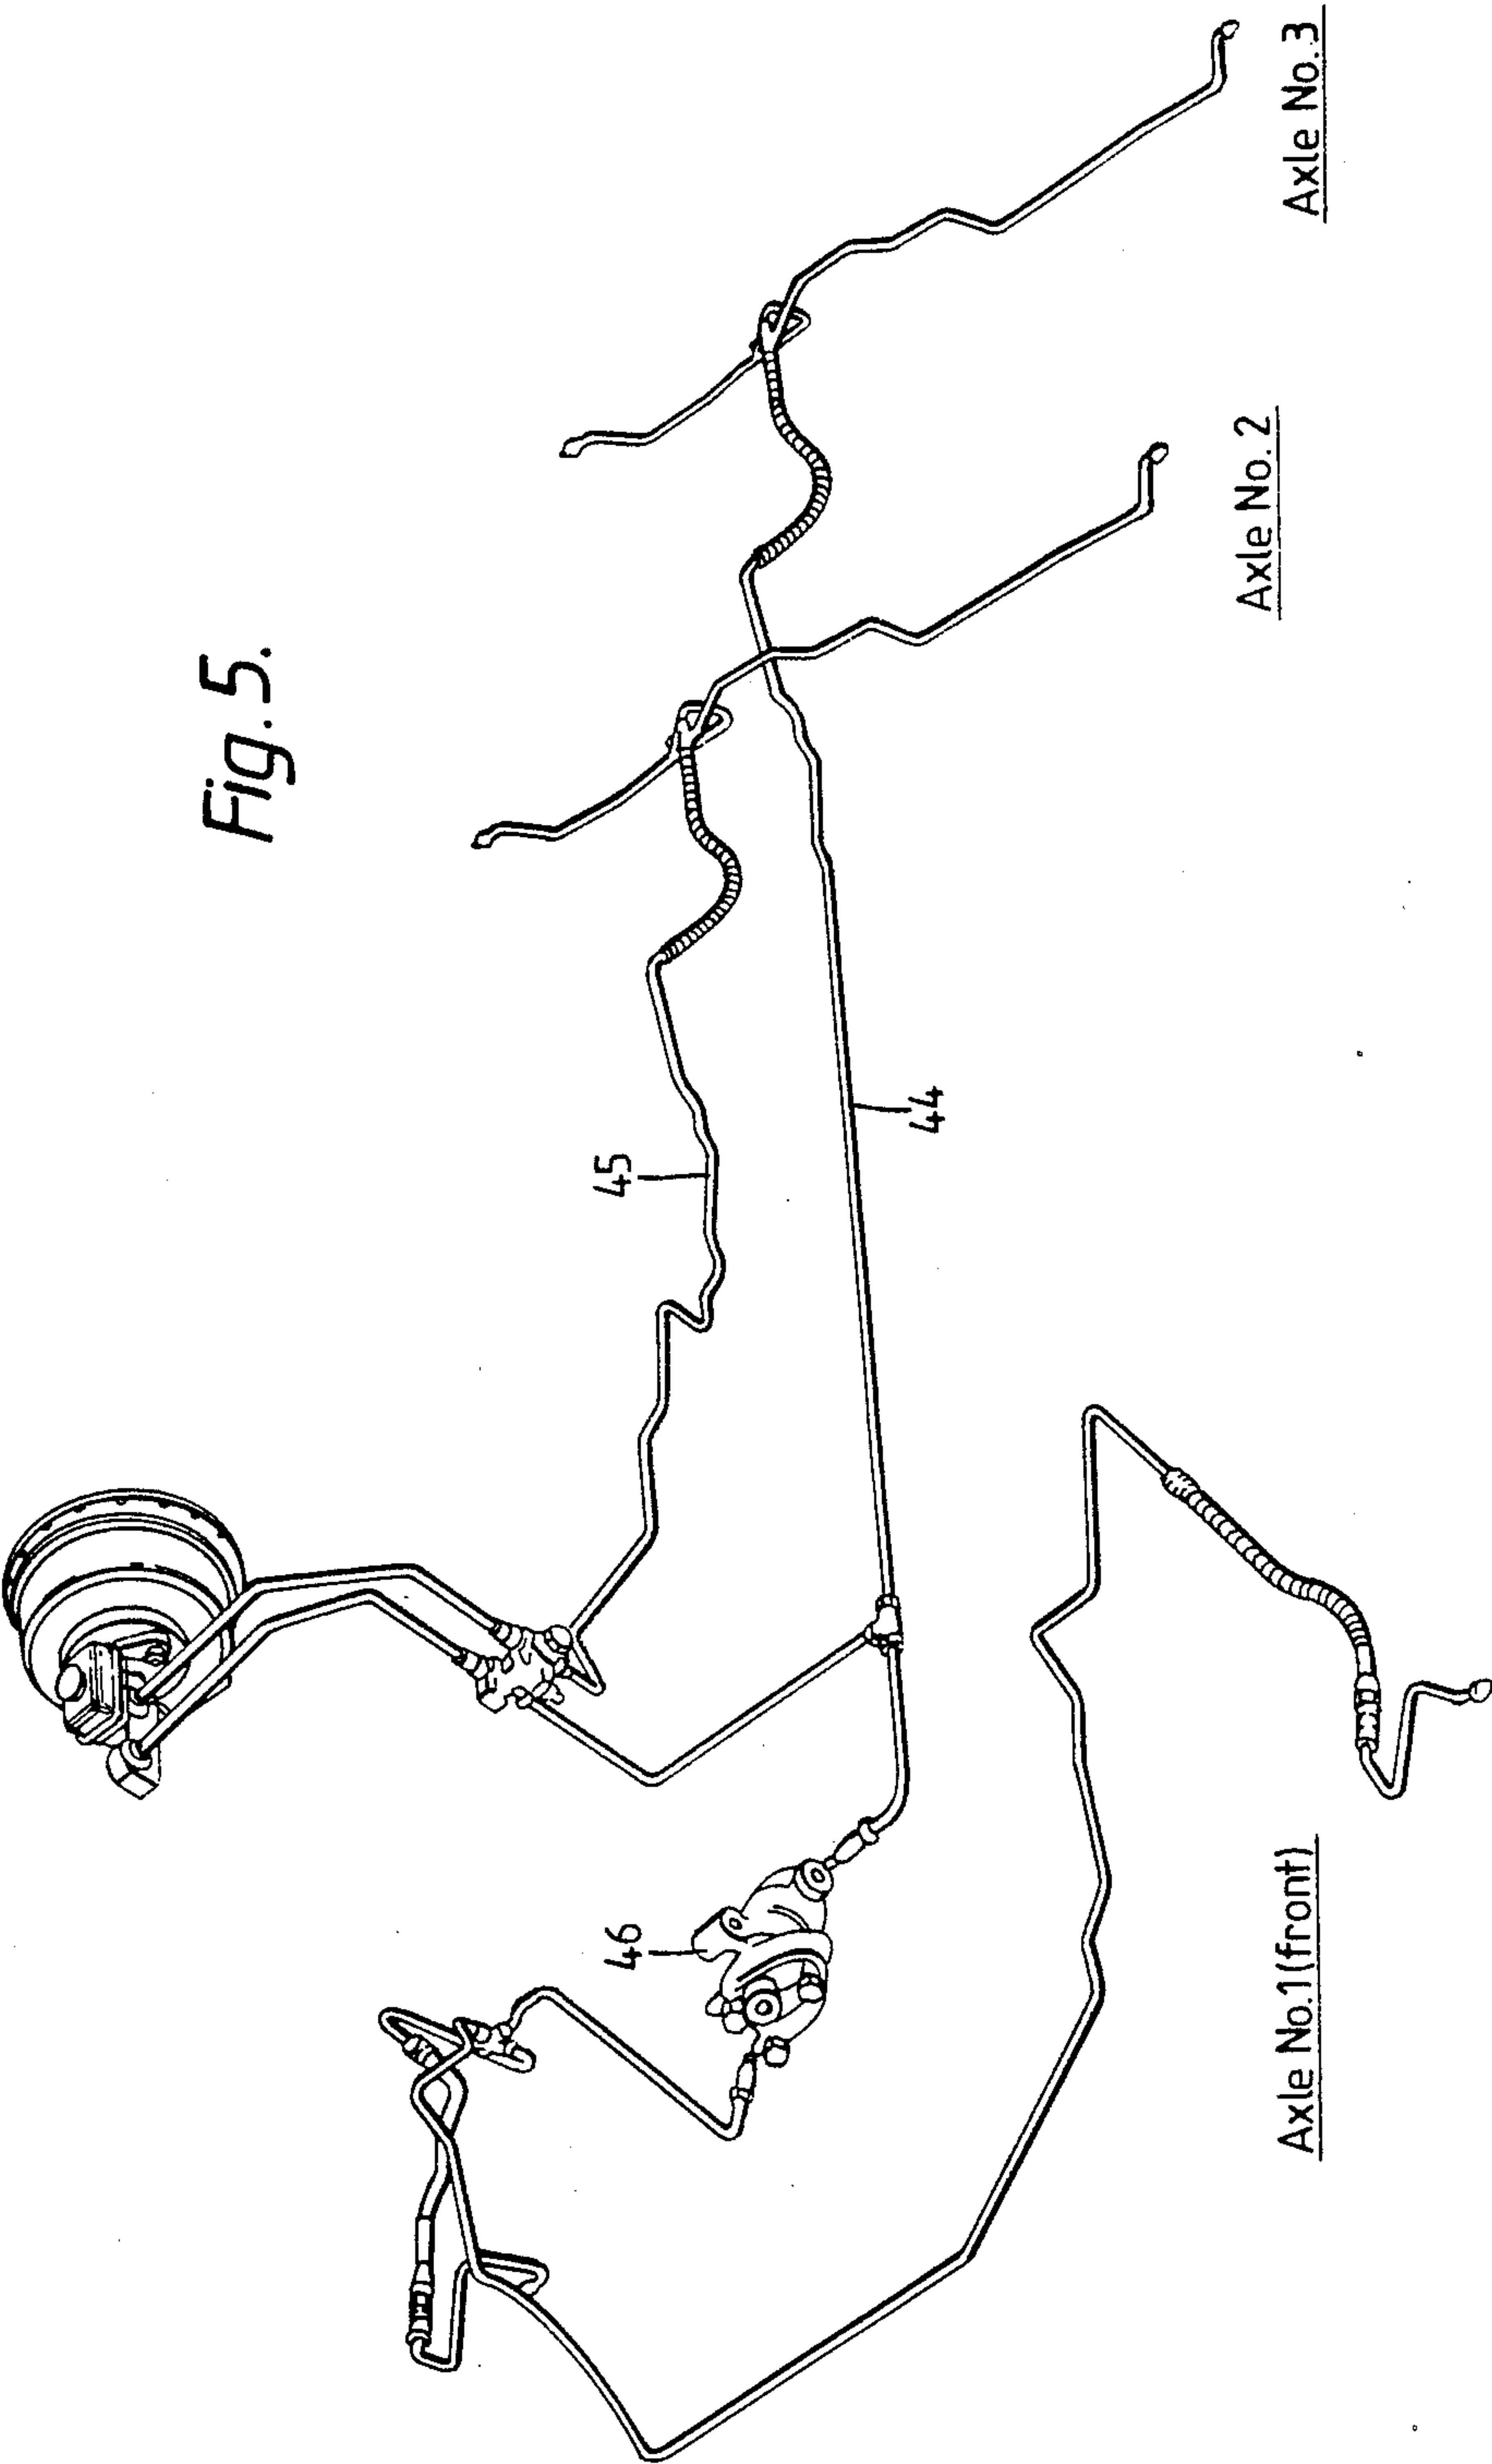 Fig. 5.
45
44
46
Axle No. 3
Axle No. 2
Axle No.1 (front)